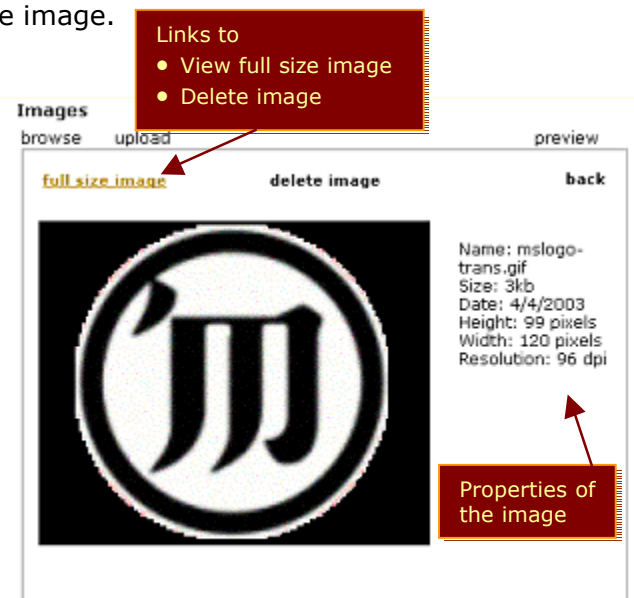 e image.
Links to
• View full size image
• Delete image
Images
browse upload preview
full size image delete image back
Name: mslogo-
trans.gif
Size: 3kb
Date: 4/4/2003
Height: 99 pixels
Width: 120 pixels
Resolution: 96 dpi
Properties of
the image